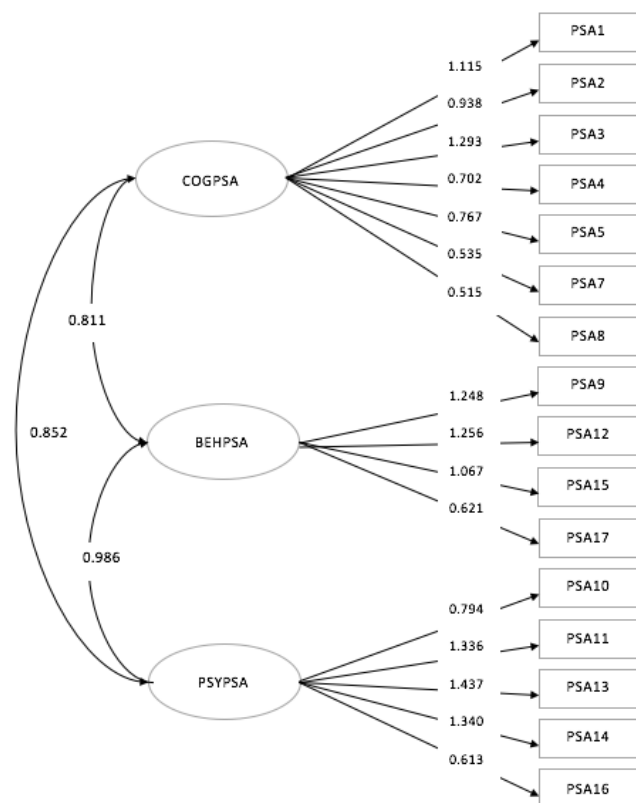 PSA1
1.115
PSA2
0.938
PSA3
1.293
COGPSA
0.702
PSA4
0.767
PSA5
0.535
PSA7
0.515
0.811
PSA8
PSA9
1.248
0.852
BEHPSA
1.256
PSA12
1.067
PSA15
0.621
PSA17
0.986
PSA10
0.794
PSA11
1.336
PSYPSA
1.437
PSA13
1.340
PSA14
0.613
PSA16